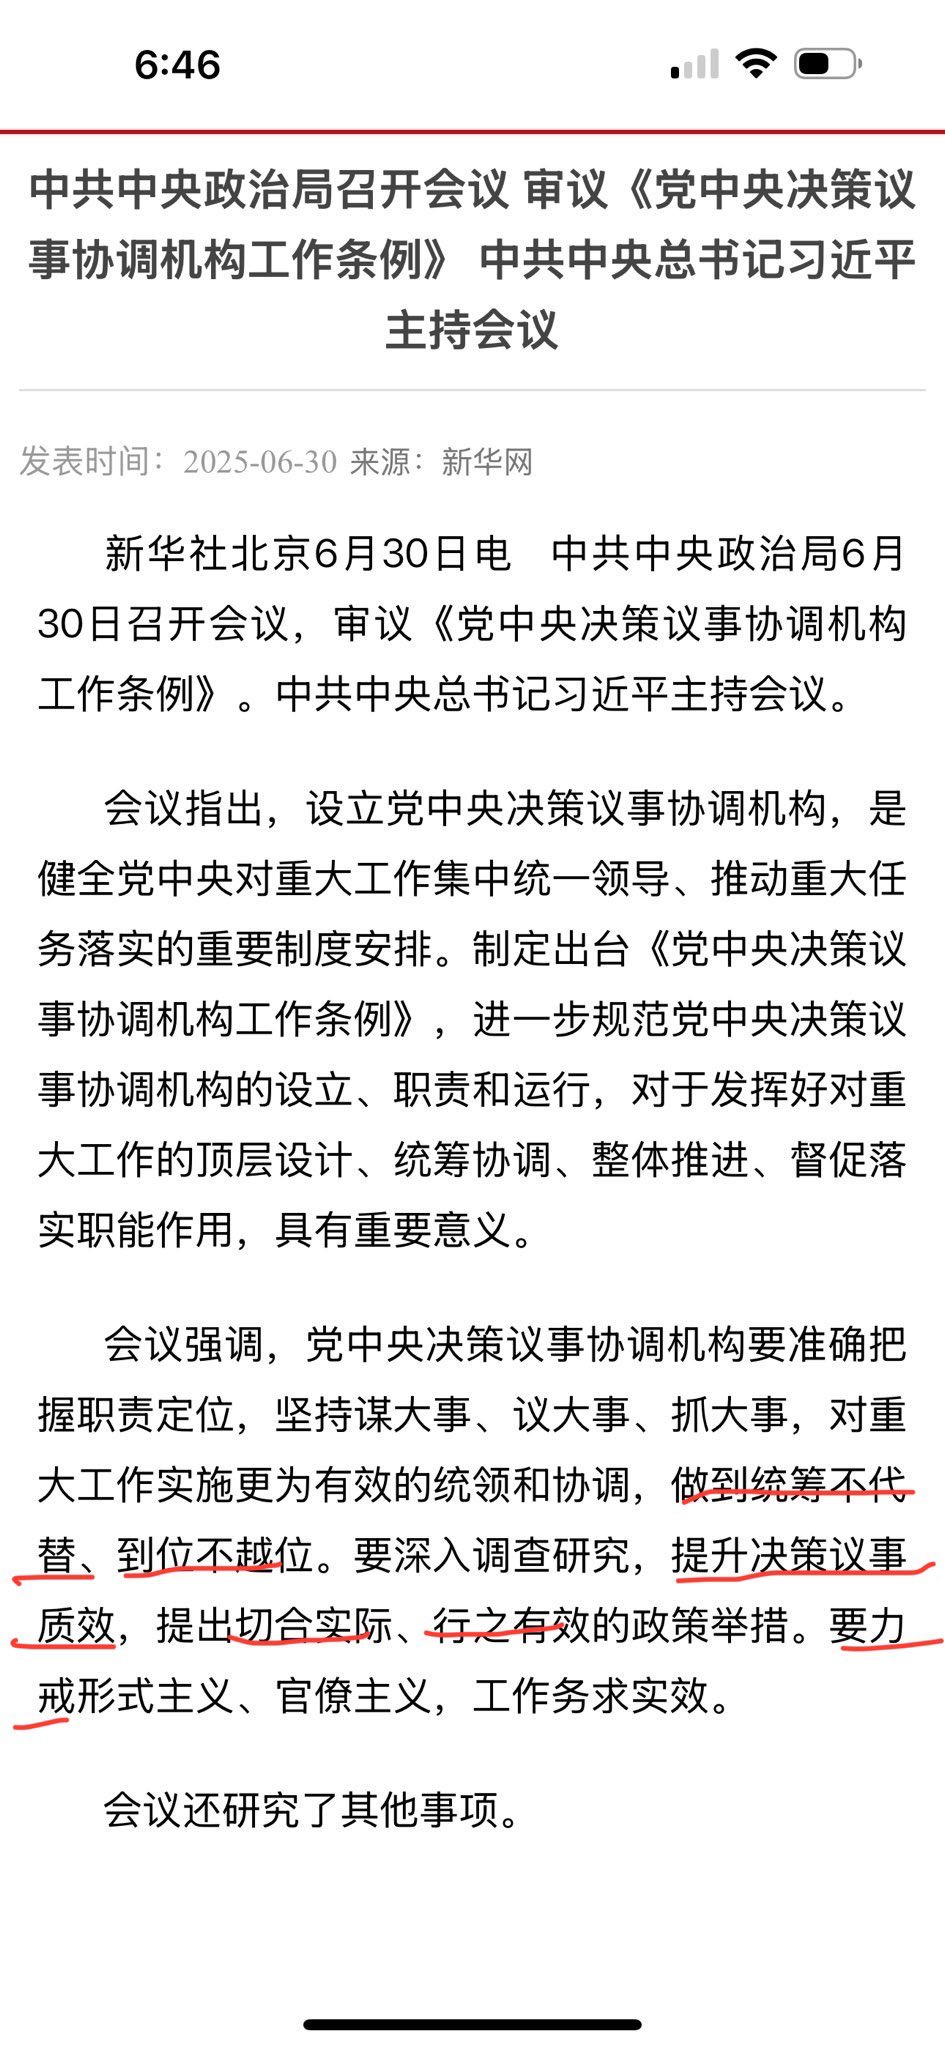 6:46
中共中央政治局召开会议 审议《党中央决策议
事协调机构工作条例》 中共中央总书记习近平
主持会议
发表时间：2025-06-30 来源：新华网
新华社北京6月30日电　中共中央政治局6月
30日召开会议，审议《党中央决策议事协调机构
工作条例》。中共中央总书记习近平主持会议。
会议指出，设立党中央决策议事协调机构，是
健全党中央对重大工作集中统一领导、推动重大任
务落实的重要制度安排。制定出台《党中央决策议
事协调机构工作条例》，进一步规范党中央决策议
事协调机构的设立、职责和运行，对于发挥好对重
大工作的顶层设计、统筹协调、整体推进、督促落
实职能作用，具有重要意义。
会议强调，党中央决策议事协调机构要准确把
握职责定位，坚持谋大事、议大事、抓大事，对重
大工作实施更为有效的统领和协调，做到统筹不代
替、到位不越位。要深入调查研究，提升决策议事
质效，提出切合实际、行之有效的政策举措。要力
戒形式主义、官僚主义，工作务求实效。
会议还研究了其他事项。